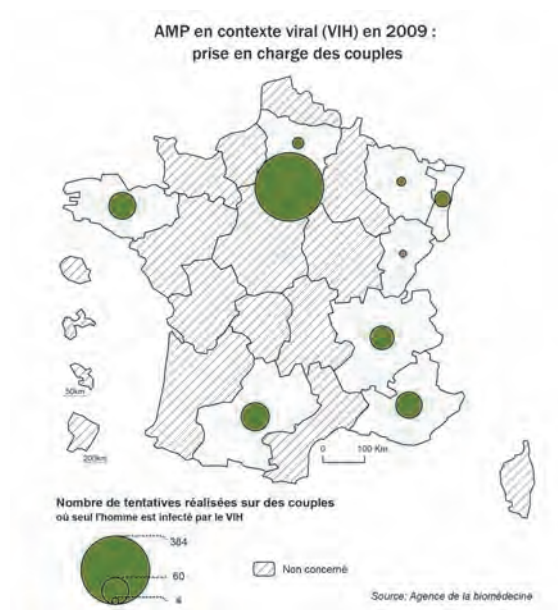 AMP en contexte viral (VIH) en 2009 :
prise en charge des couples
50km
200km
0 100 Km
Nombre de tentatives réalisées sur des couples
où seul l'homme est infecté par le VIH
384
60
Non concerné
Source: Agence de la biomédecine